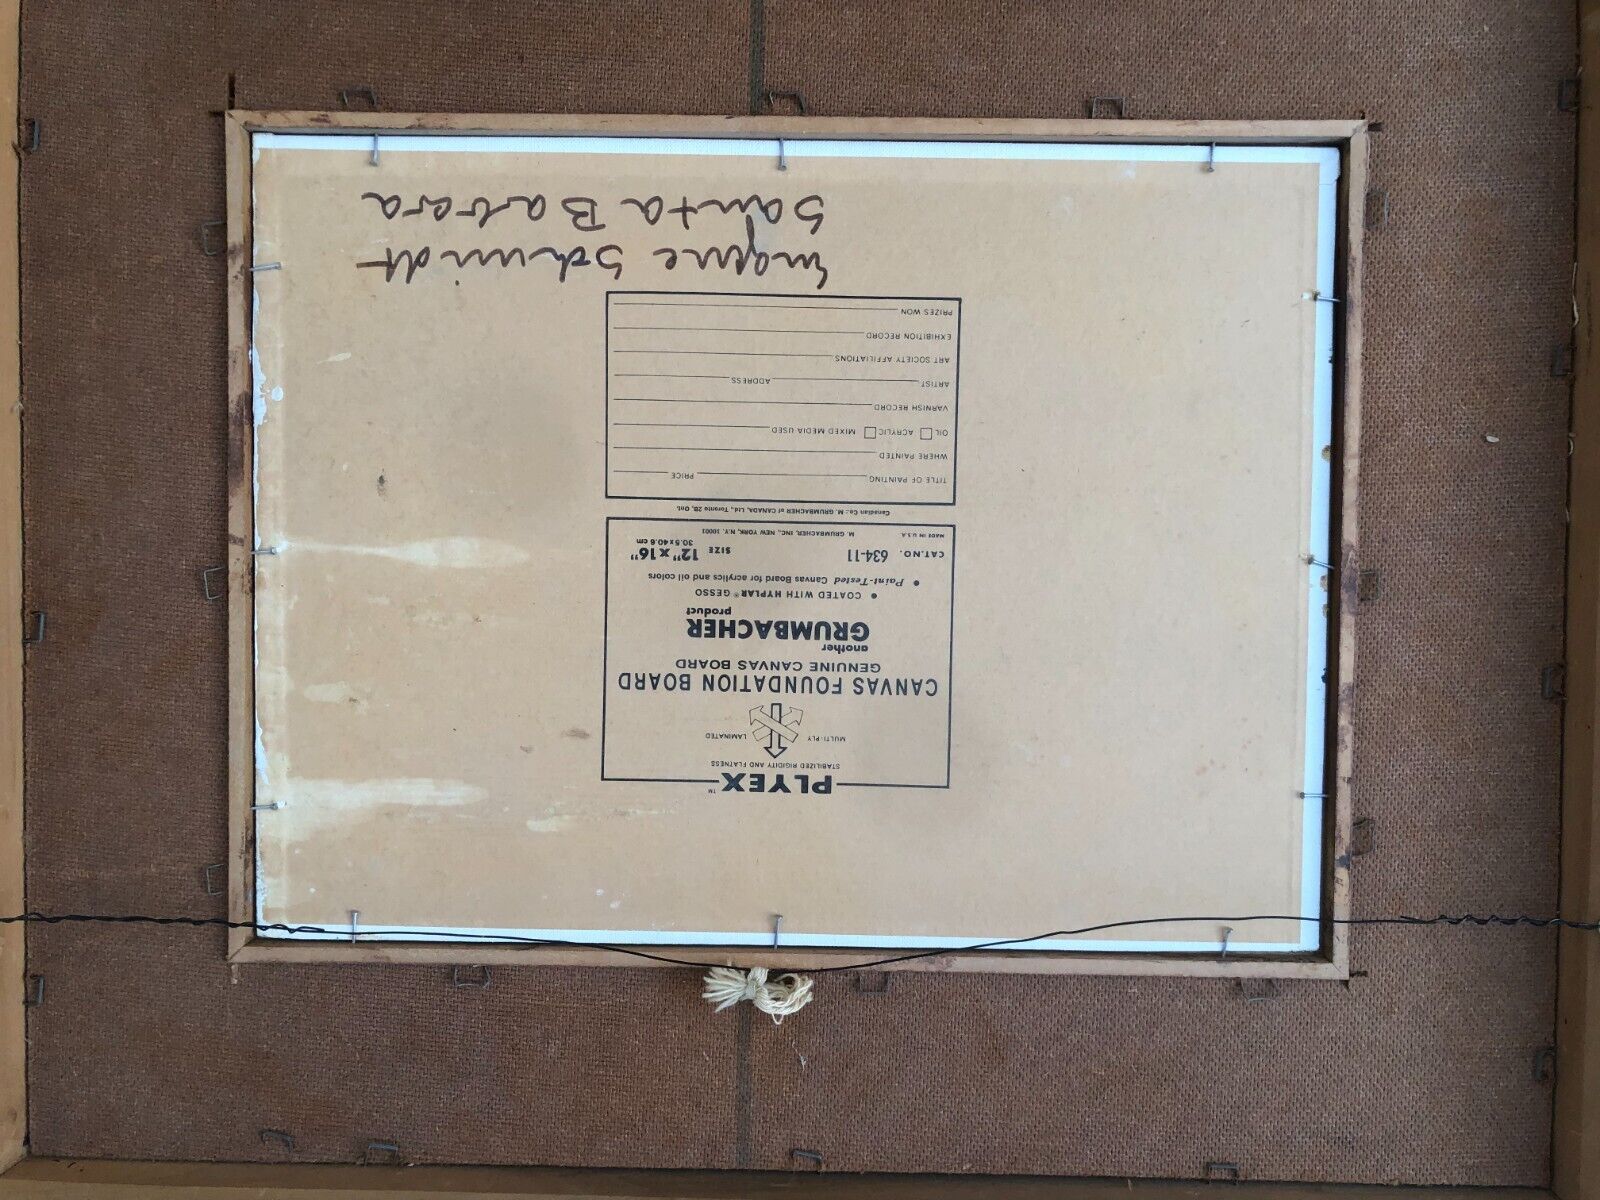 PLYEX™
STABILIZED RIGIDITY AND FLATNESS
MULTI-PLY LAMINATED
CANVAS FOUNDATION BOARD
GENUINE CANVAS BOARD
another
GRUMBACHER
product
• COATED WITH HYPLAR® GESSO
• Paint-Tested Canvas Board for acrylics and oil colors
CAT.NO. 634-11 SIZE 12" x 16"
30.5x40.6 cm
MADE IN U.S.A. M. GRUMBACHER, INC., NEW YORK, N.Y. 10001
Canadian Co.: M. GRUMBACHER of CANADA, Ltd., Toronto 2B, Ont.
TITLE OF PAINTING PRICE
WHERE PAINTED
OIL ACRYLIC MIXED MEDIA USED
VARNISH RECORD
ARTIST ADDRESS
ART SOCIETY AFFILIATIONS
EXHIBITION RECORD
PRIZES WON
Schmidt
Santa Barbara